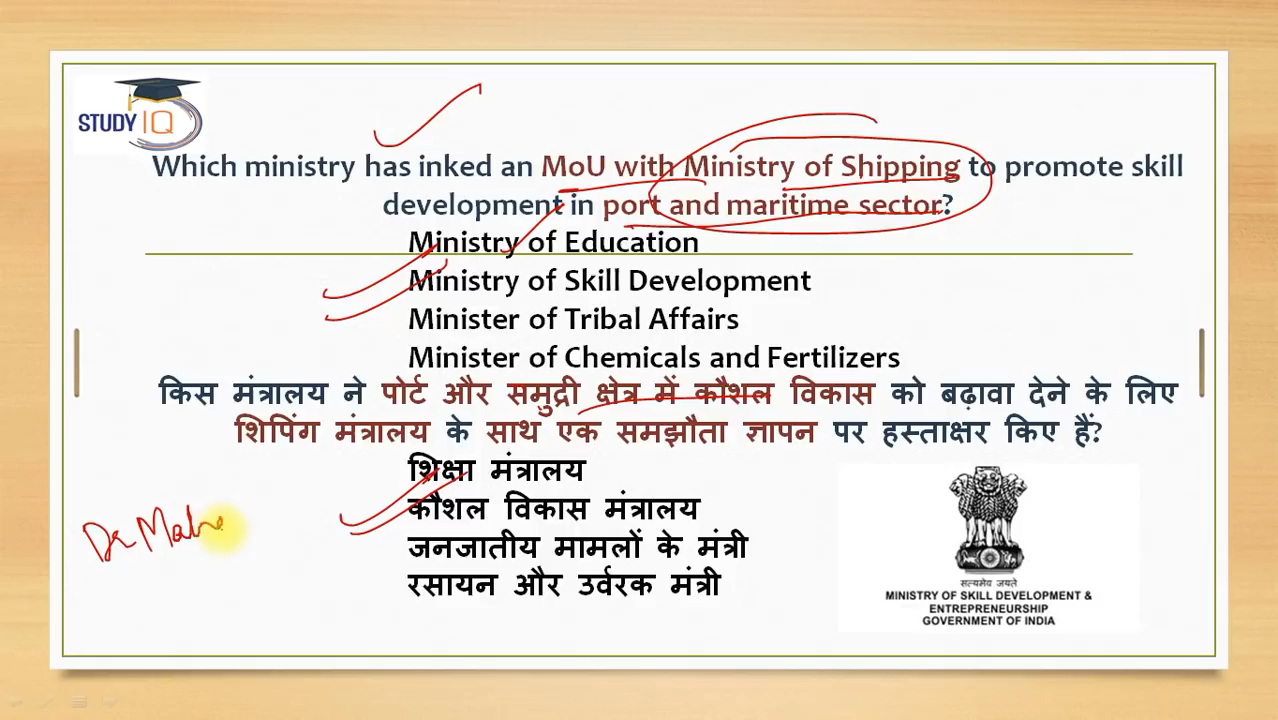 STUDY IQ
Which ministry has inked an MoU with Ministry of Shipping to promote skill
development in port and maritime sector?
Ministry of Education
Ministry of Skill Development
Minister of Tribal Affairs
Minister of Chemicals and Fertilizers
किस मंत्रालय ने पोर्ट और समुद्री क्षेत्र में कौशल विकास को बढ़ावा देने के लिए
शिपिंग मंत्रालय के साथ एक समझौता ज्ञापन पर हस्ताक्षर किए हैं?
शिक्षा मंत्रालय
कौशल विकास मंत्रालय
जनजातीय मामलों के मंत्री
रसायन और उर्वरक मंत्री
सत्यमेव जयते
MINISTRY OF SKILL DEVELOPMENT &
ENTREPRENEURSHIP
GOVERNMENT OF INDIA